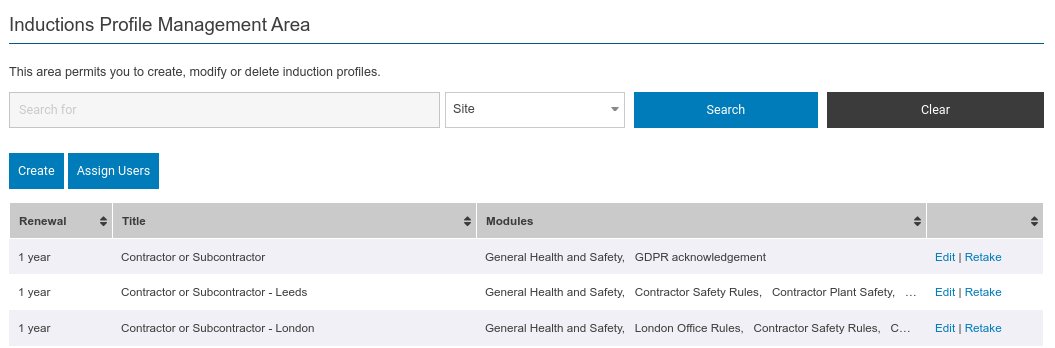 Inductions Profile Management Area
This area permits you to create, modify or delete induction profiles.
Search for Site Search Clear
Create Assign Users
Renewal Title Modules
1 year Contractor or Subcontractor General Health and Safety, GDPR acknowledgement Edit | Retake
1 year Contractor or Subcontractor - Leeds General Health and Safety, Contractor Safety Rules, Contractor Plant Safety, ... Edit | Retake
1 year Contractor or Subcontractor - London General Health and Safety, London Office Rules, Contractor Safety Rules, C... Edit | Retake